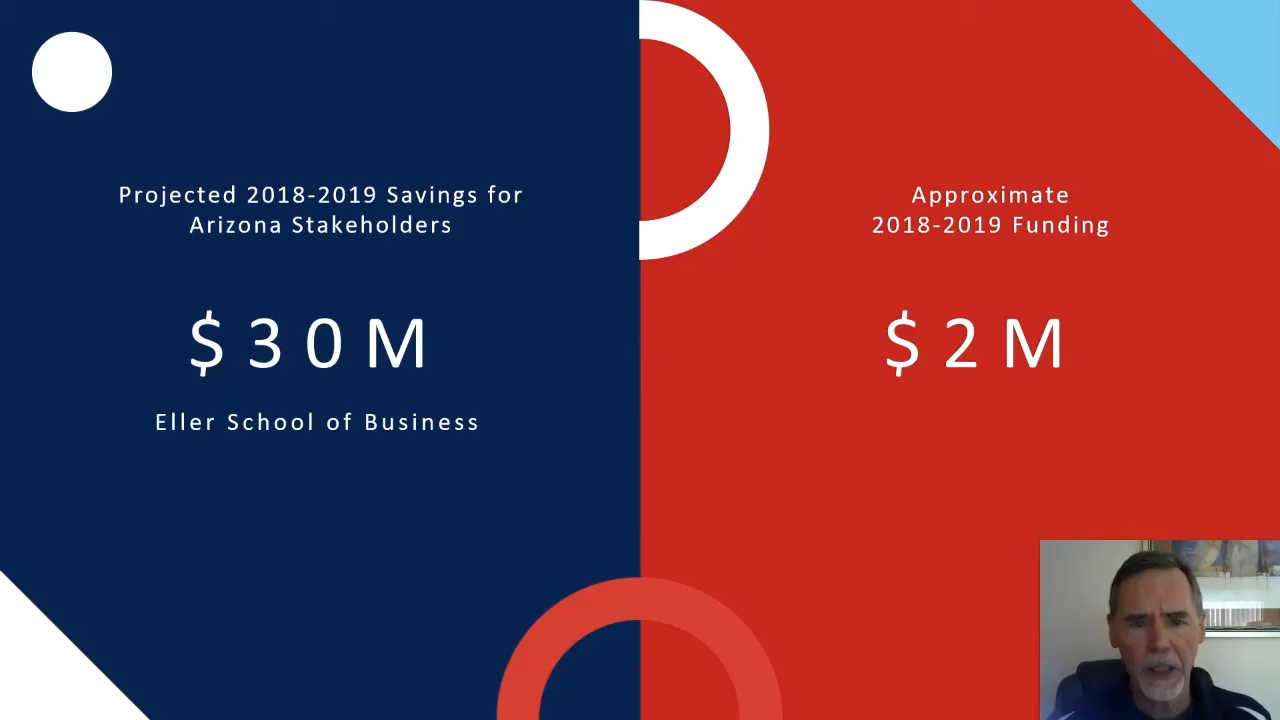 Projected 2018-2019 Savings for
Arizona Stakeholders
$30M
Eller School of Business
Approximate
2018-2019 Funding
$2M